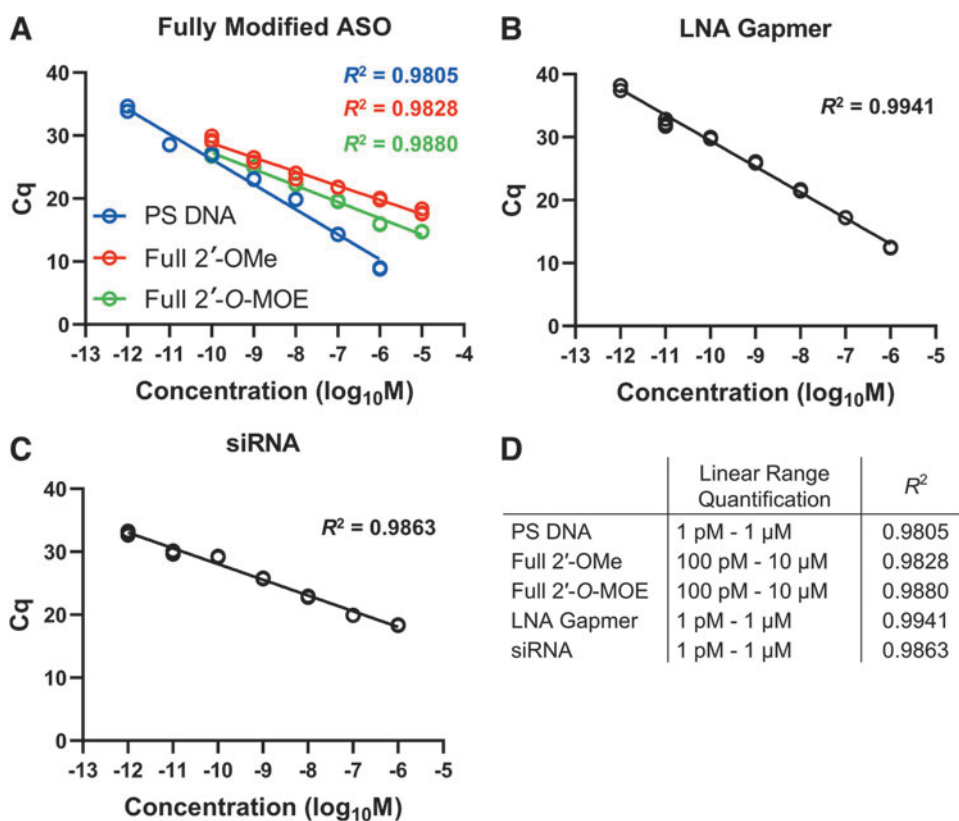 A
Fully Modified ASO
R² = 0.9805
R² = 0.9828
R² = 0.9880
40
30
20
10
0
Cq
PS DNA
Full 2′-OMe
Full 2′-O-MOE
-13 -12 -11 -10 -9 -8 -7 -6 -5 -4
Concentration (log₁₀M)
B
LNA Gapmer
R² = 0.9941
40
30
20
10
0
Cq
-13 -12 -11 -10 -9 -8 -7 -6 -5
Concentration (log₁₀M)
C
siRNA
R² = 0.9863
40
30
20
10
0
Cq
-13 -12 -11 -10 -9 -8 -7 -6 -5
Concentration (log₁₀M)
D
Linear Range
Quantification
R²
PS DNA 1 pM - 1 µM 0.9805
Full 2′-OMe 100 pM - 10 µM 0.9828
Full 2′-O-MOE 100 pM - 10 µM 0.9880
LNA Gapmer 1 pM - 1 µM 0.9941
siRNA 1 pM - 1 µM 0.9863